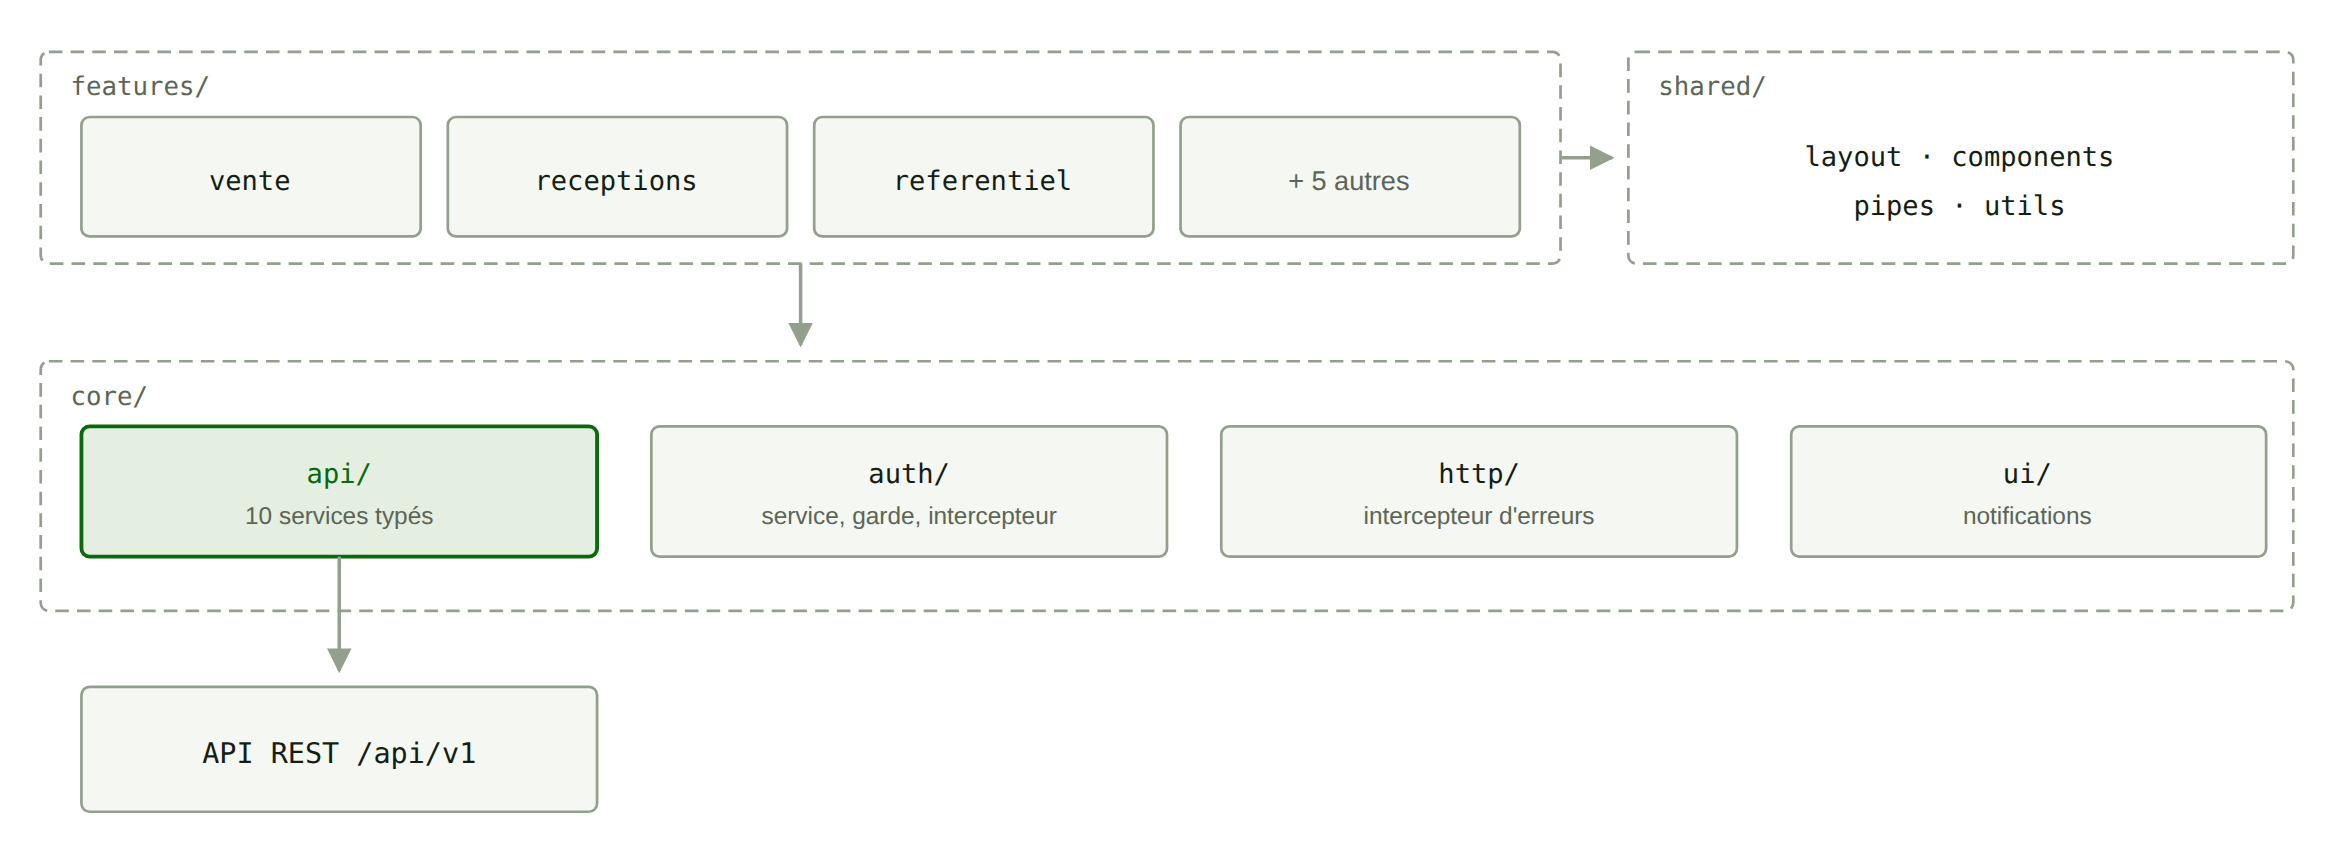 features/
vente
receptions
referentiel
+ 5 autres
shared/
layout · components
pipes · utils
core/
api/
10 services typés
auth/
service, garde, intercepteur
http/
intercepteur d'erreurs
ui/
notifications
API REST /api/v1